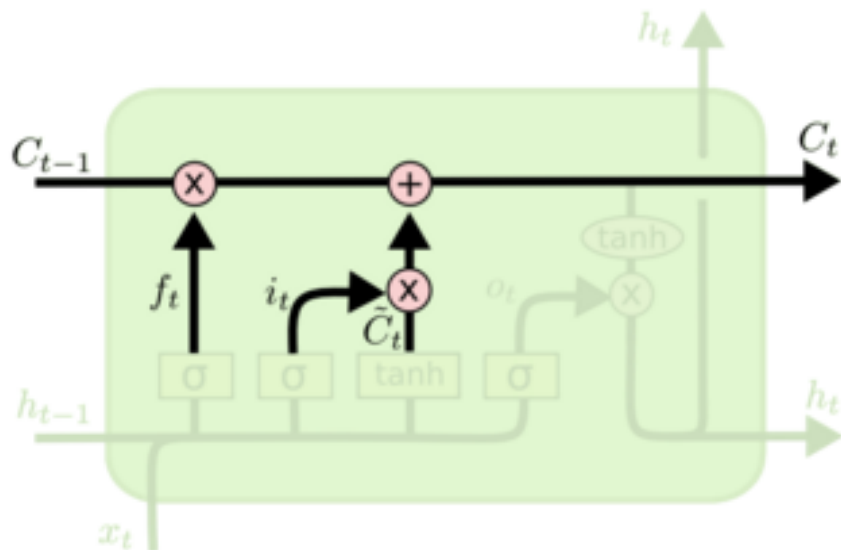 h_t
C_{t-1} × + C_t
tanh
f_t i_t × o_t ×
C̃_t
σ σ tanh σ
h_{t-1} h_t
x_t